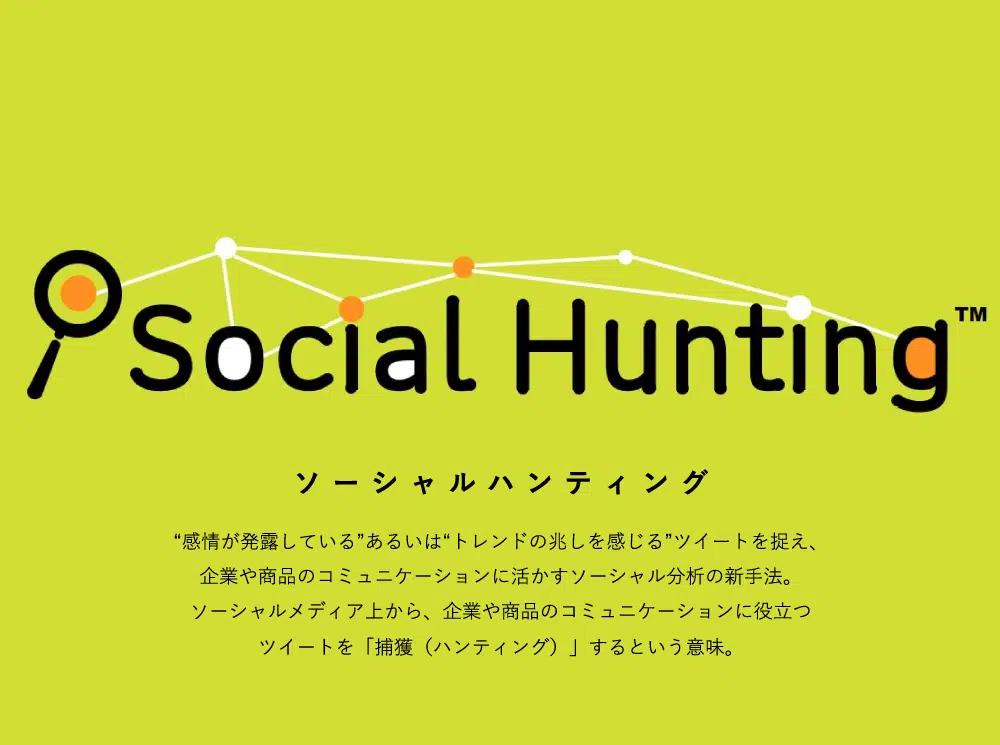 Social Hunting™
ソーシャルハンティング
“感情が発露している”あるいは“トレンドの兆しを感じる”ツイートを捉え、
企業や商品のコミュニケーションに活かすソーシャル分析の新手法。
ソーシャルメディア上から、企業や商品のコミュニケーションに役立つ
ツイートを「捕獲（ハンティング）」するという意味。